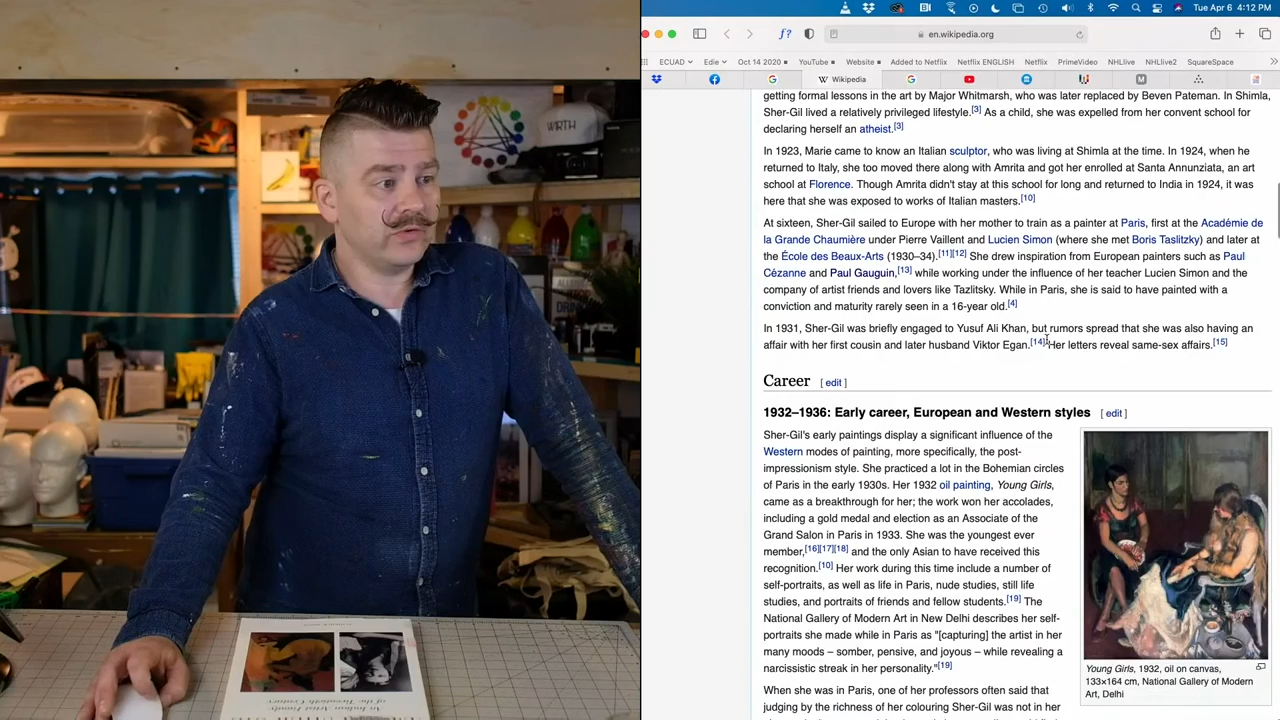 Tue Apr 6 4:12 PM
en.wikipedia.org
ECUAD Edie Oct 14 2020 YouTube Website Added to Netflix Netflix ENGLISH Netflix PrimeVideo NHLive NHLive2 SquareSpace
Wikipedia
WIRTH
getting formal lessons in the art by Major Whitmarsh, who was later replaced by Beven Pateman. In Shimla,
Sher-Gil lived a relatively privileged lifestyle.[3] As a child, she was expelled from her convent school for
declaring herself an atheist.[3]
In 1923, Marie came to know an Italian sculptor, who was living at Shimla at the time. In 1924, when he
returned to Italy, she too moved there along with Amrita and got her enrolled at Santa Annunziata, an art
school at Florence. Though Amrita didn't stay at this school for long and returned to India in 1924, it was
here that she was exposed to works of Italian masters.[10]
At sixteen, Sher-Gil sailed to Europe with her mother to train as a painter at Paris, first at the Académie de
la Grande Chaumière under Pierre Vaillent and Lucien Simon (where she met Boris Taslitzky) and later at
the École des Beaux-Arts (1930–34).[11][12] She drew inspiration from European painters such as Paul
Cézanne and Paul Gauguin,[13] while working under the influence of her teacher Lucien Simon and the
company of artist friends and lovers like Tazlitsky. While in Paris, she is said to have painted with a
conviction and maturity rarely seen in a 16-year old.[4]
In 1931, Sher-Gil was briefly engaged to Yusuf Ali Khan, but rumors spread that she was also having an
affair with her first cousin and later husband Viktor Egan.[14] Her letters reveal same-sex affairs.[15]
Career [ edit ]
1932–1936: Early career, European and Western styles [ edit ]
Sher-Gil's early paintings display a significant influence of the
Western modes of painting, more specifically, the post-
impressionism style. She practiced a lot in the Bohemian circles
of Paris in the early 1930s. Her 1932 oil painting, Young Girls,
came as a breakthrough for her; the work won her accolades,
including a gold medal and election as an Associate of the
Grand Salon in Paris in 1933. She was the youngest ever
member,[16][17][18] and the only Asian to have received this
recognition.[10] Her work during this time include a number of
self-portraits, as well as life in Paris, nude studies, still life
studies, and portraits of friends and fellow students.[19] The
National Gallery of Modern Art in New Delhi describes her self-
portraits she made while in Paris as "[capturing] the artist in her
many moods – somber, pensive, and joyous – while revealing a
narcissistic streak in her personality."[19]
When she was in Paris, one of her professors often said that
judging by the richness of her colouring Sher-Gil was not in her
Young Girls, 1932, oil on canvas,
133×164 cm, National Gallery of Modern
Art, Delhi
An Indian Artist Family
of the Twentieth Century